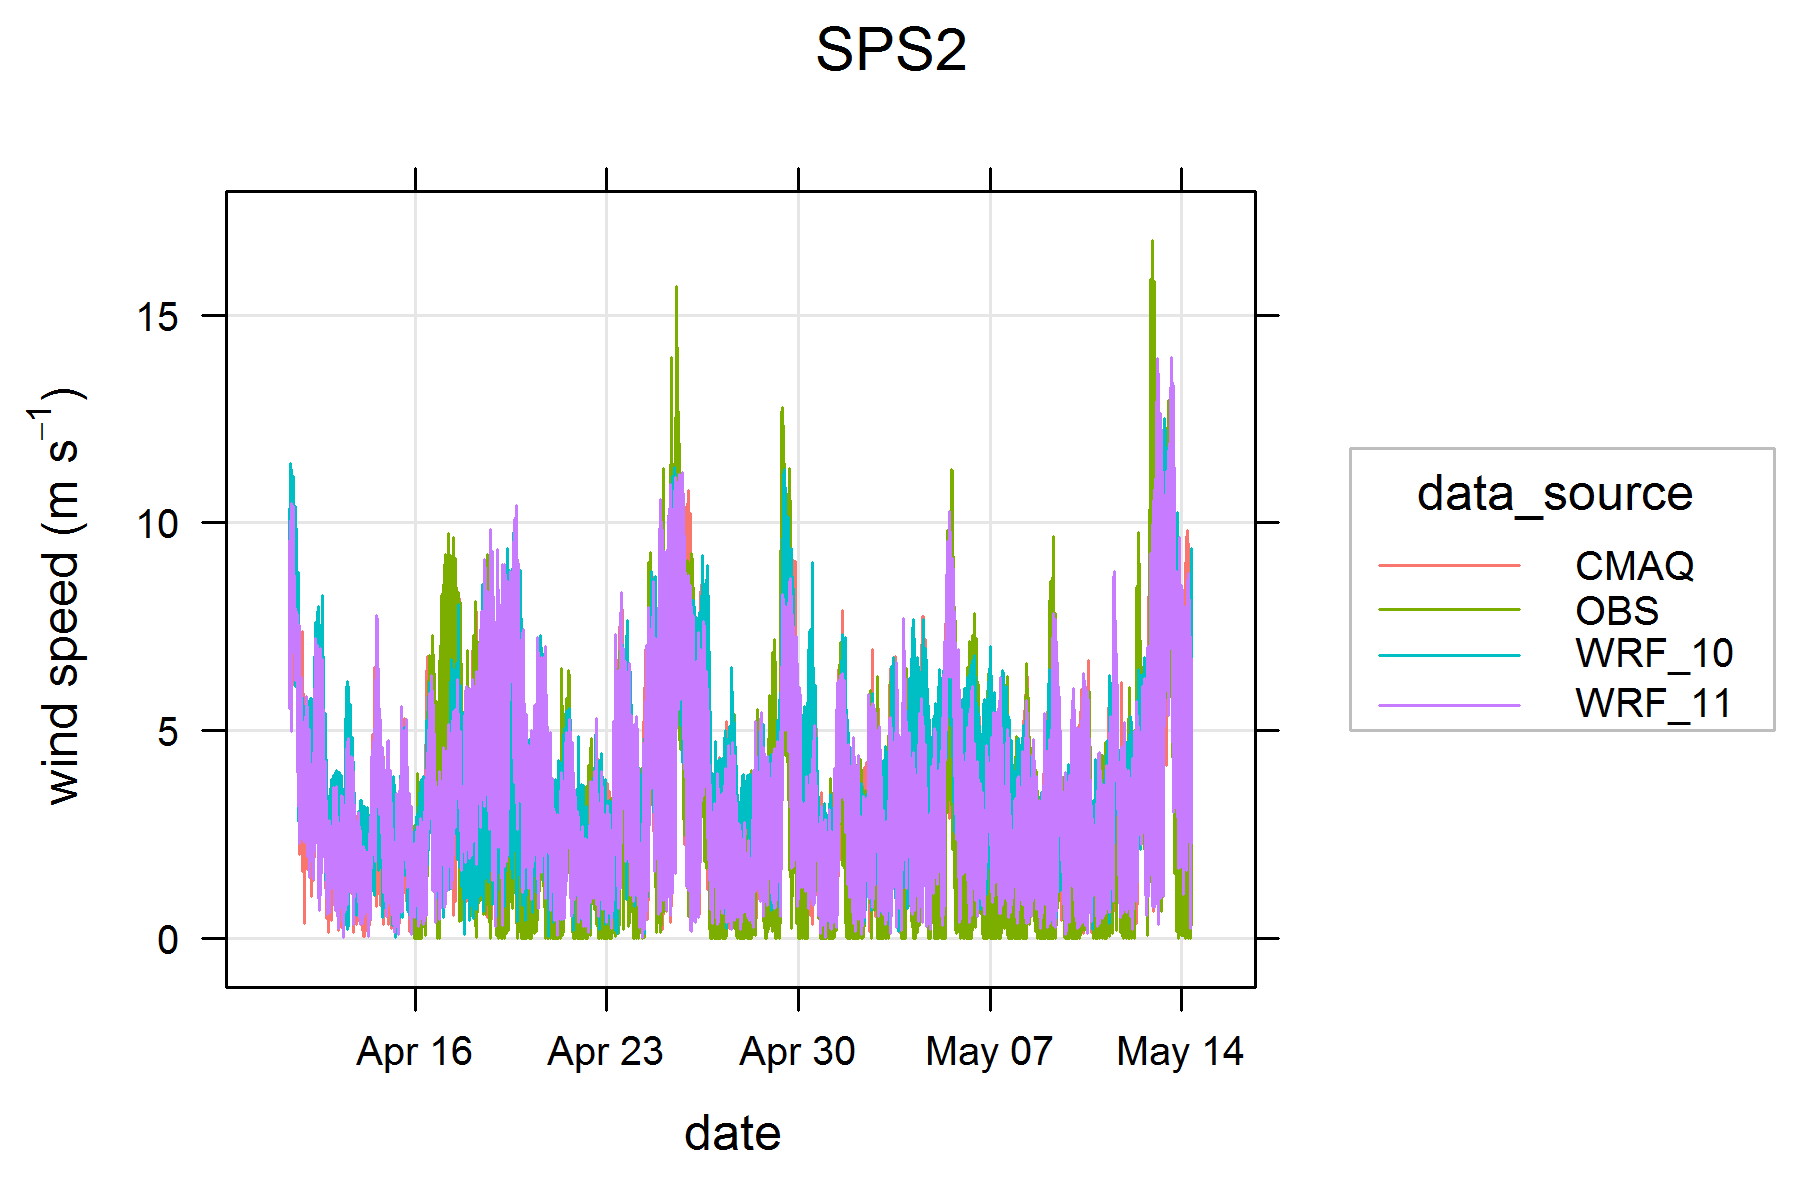 SPS2
wind speed (m s⁻¹)
15
10
5
0
Apr 16
Apr 23
Apr 30
May 07
May 14
date
data_source
CMAQ
OBS
WRF_10
WRF_11